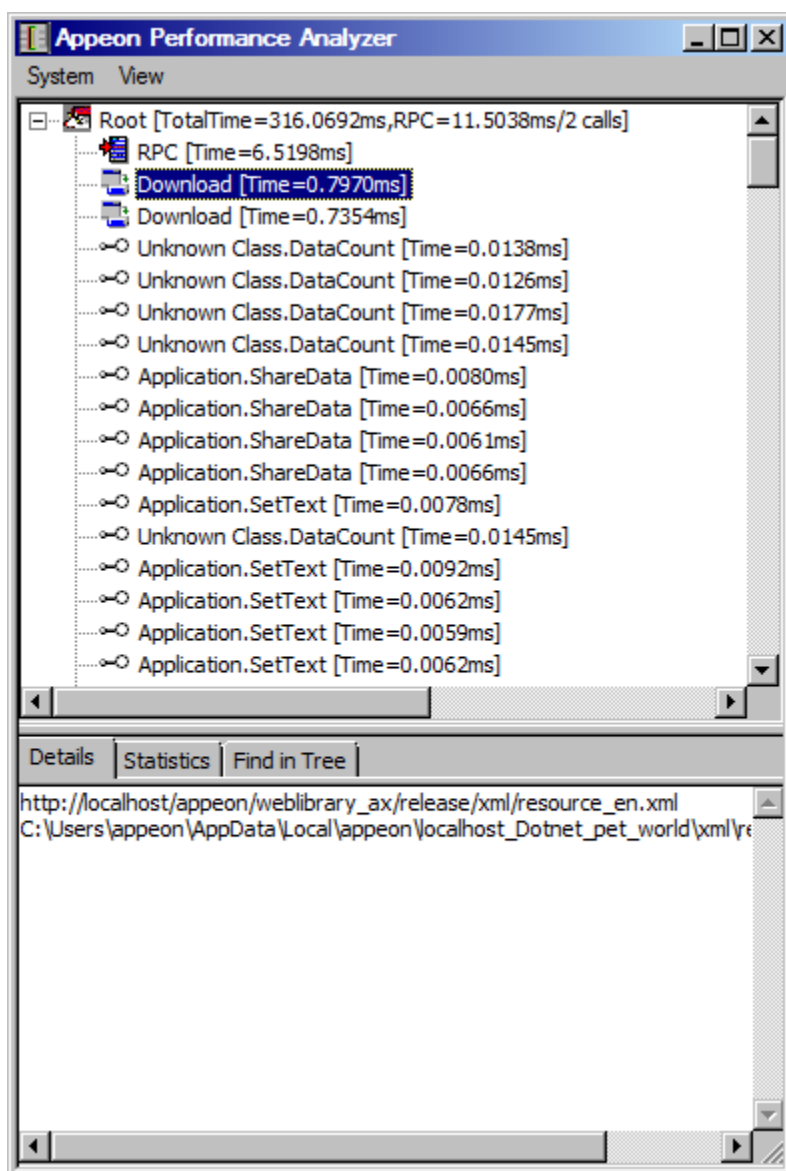 Appeon Performance Analyzer
System View
Root [TotalTime=316.0692ms,RPC=11.5038ms/2 calls]
RPC [Time=6.5198ms]
Download [Time=0.7970ms]
Download [Time=0.7354ms]
Unknown Class.DataCount [Time=0.0138ms]
Unknown Class.DataCount [Time=0.0126ms]
Unknown Class.DataCount [Time=0.0177ms]
Unknown Class.DataCount [Time=0.0145ms]
Application.ShareData [Time=0.0080ms]
Application.ShareData [Time=0.0066ms]
Application.ShareData [Time=0.0061ms]
Application.ShareData [Time=0.0066ms]
Application.SetText [Time=0.0078ms]
Unknown Class.DataCount [Time=0.0145ms]
Application.SetText [Time=0.0092ms]
Application.SetText [Time=0.0062ms]
Application.SetText [Time=0.0059ms]
Application.SetText [Time=0.0062ms]
Details Statistics Find in Tree
http://localhost/appeon/weblibrary_ax/release/xml/resource_en.xml
C:\Users\appeon\AppData\Local\appeon\localhost_Dotnet_pet_world\xml\re